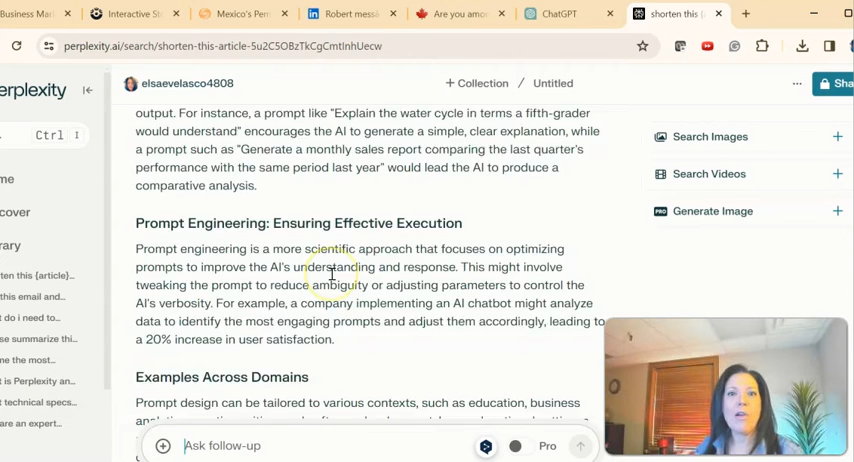 Business Ma
Interactive St
Mexico's Pem
Robert messa
Are you amo
ChatGPT
shorten this (
perplexity.ai/search/shorten-this-article-5u2C5OBzTkCgCmtInhUecw
erplexity
elsaevelasco4808
Collection / Untitled
Sha
Ctrl I
me
cover
rary
rten this {article}...
this email and...
t do i need to...
se summarize thi...
me the most...
t is Perplexity an...
t technical specs...
are an expert...
output. For instance, a prompt like "Explain the water cycle in terms a fifth-grader
would understand" encourages the AI to generate a simple, clear explanation, while
a prompt such as "Generate a monthly sales report comparing the last quarter's
performance with the same period last year" would lead the AI to produce a
comparative analysis.
Prompt Engineering: Ensuring Effective Execution
Prompt engineering is a more scientific approach that focuses on optimizing
prompts to improve the AI's understanding and response. This might involve
tweaking the prompt to reduce ambiguity or adjusting parameters to control the
AI's verbosity. For example, a company implementing an AI chatbot might analyze
data to identify the most engaging prompts and adjust them accordingly, leading to
a 20% increase in user satisfaction.
Examples Across Domains
Prompt design can be tailored to various contexts, such as education, business
Ask follow-up
Pro
Search Images
Search Videos
PRO Generate Image